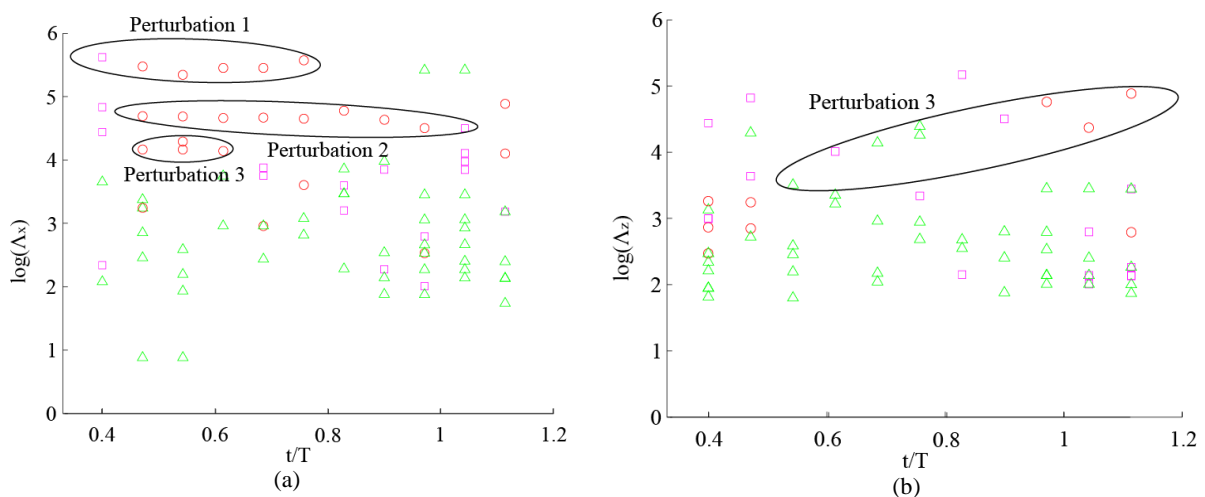 Perturbation 1
Perturbation 2
Perturbation 3
log(Λx)
6
5
4
3
2
1
0
0.4 0.6 0.8 1.0 1.2
t/T
(a)
Perturbation 3
log(Λz)
6
5
4
3
2
1
0
0.4 0.6 0.8 1 1.2
t/T
(b)